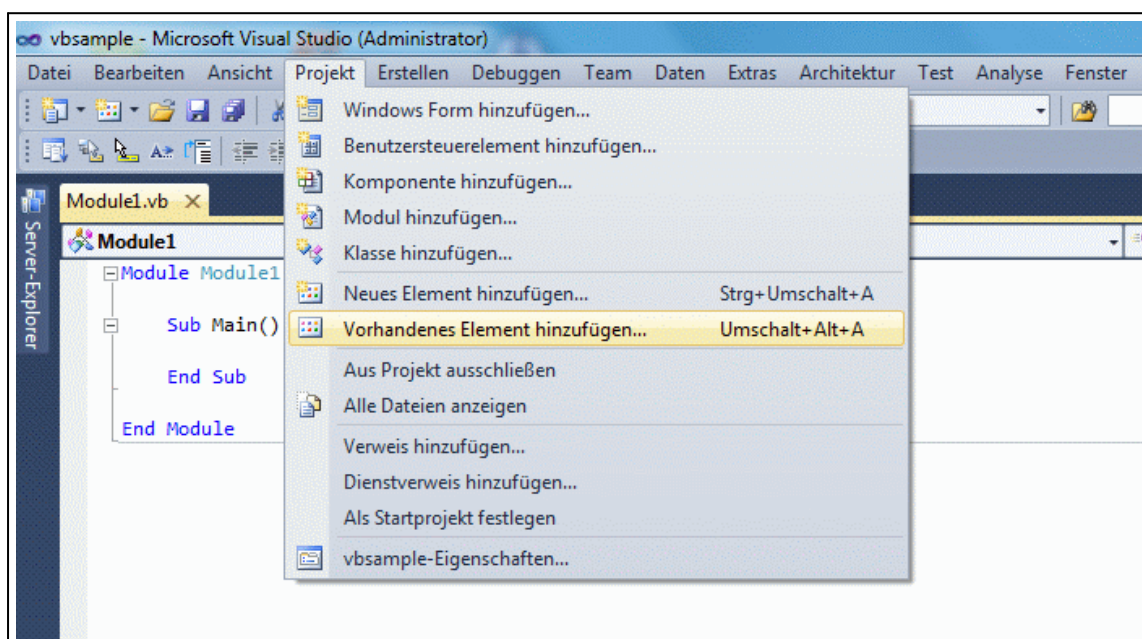 vbsample - Microsoft Visual Studio (Administrator)
Datei Bearbeiten Ansicht Projekt Erstellen Debuggen Team Daten Extras Architektur Test Analyse Fenster
Windows Form hinzufügen...
Benutzersteuerelement hinzufügen...
Komponente hinzufügen...
Modul hinzufügen...
Klasse hinzufügen...
Neues Element hinzufügen... Strg+Umschalt+A
Vorhandenes Element hinzufügen... Umschalt+Alt+A
Aus Projekt ausschließen
Alle Dateien anzeigen
Verweis hinzufügen...
Dienstverweis hinzufügen...
Als Startprojekt festlegen
vbsample-Eigenschaften...
Server-Explorer
Module1.vb
Module1
Module Module1
Sub Main()
End Sub
End Module